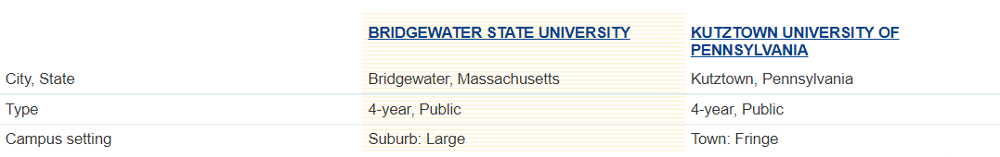 BRIDGEWATER STATE UNIVERSITY KUTZTOWN UNIVERSITY OF
PENNSYLVANIA
City, State Bridgewater, Massachusetts Kutztown, Pennsylvania
Type 4-year, Public 4-year, Public
Campus setting Suburb: Large Town: Fringe